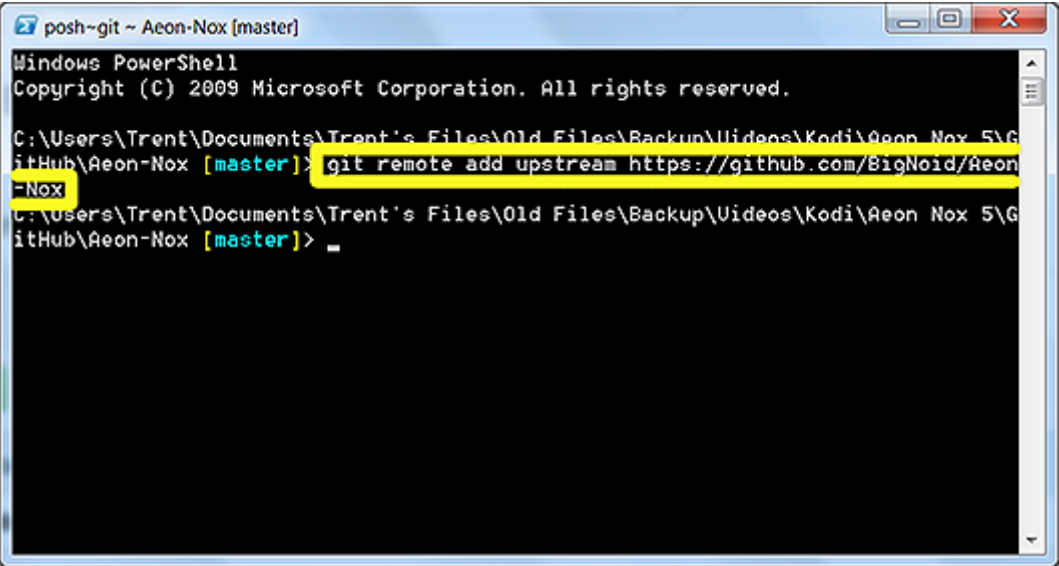 posh~git ~ Aeon-Nox [master]
Windows PowerShell
Copyright (C) 2009 Microsoft Corporation. All rights reserved.
C:\Users\Trent\Documents\Trent's Files\Old Files\Backup\Videos\Kodi\Aeon Nox 5\G
itHub\Aeon-Nox [master]> git remote add upstream https://github.com/BigNoid/Aeon
-Nox
C:\Users\Trent\Documents\Trent's Files\Old Files\Backup\Videos\Kodi\Aeon Nox 5\G
itHub\Aeon-Nox [master]> _